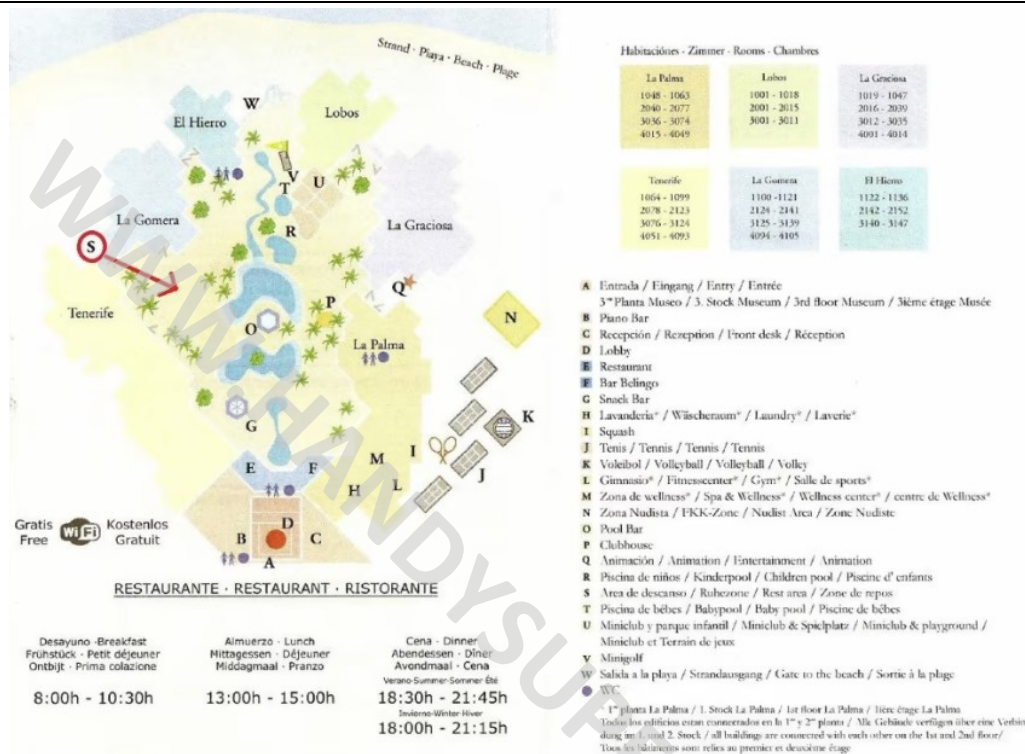 Strand · Playa · Beach · Plage
W
Lobos
El Hierro
V
T
U
La Gomera
R
La Graciosa
S
Q
P
Tenerife
N
O
La Palma
G
K
I
M
J
E
F
L
H
D
B
C
A
Gratis
Free
WiFi
Kostenlos
Gratuit
RESTAURANTE · RESTAURANT · RISTORANTE
Desayuno -Breakfast
Frühstück · Petit déjeuner
Ontbijt · Prima colazione
8:00h - 10:30h
Almuerzo · Lunch
Mittagessen · Déjeuner
Middagmaal · Pranzo
13:00h - 15:00h
Cena · Dinner
Abendessen · Dîner
Avondmaal · Cena
Verano·Summer·Sommer·Été
18:30h - 21:45h
Invierno·Winter·Hiver
18:00h - 21:15h
Habitaciónes · Zimmer · Rooms · Chambres
La Palma
1048 - 1063
2040 - 2077
3036 - 3074
4015 - 4049
Lobos
1001 - 1018
2001 - 2015
3001 - 3011
La Graciosa
1019 - 1047
2016 - 2039
3012 - 3035
4001 - 4014
Tenerife
1064 - 1099
2078 - 2123
3076 - 3124
4051 - 4093
La Gomera
1100 - 1121
2124 - 2141
3125 - 3139
4094 - 4105
El Hierro
1122 - 1136
2142 - 2152
3140 - 3147
A Entrada / Eingang / Entry / Entrée
3ª Planta Museo / 3. Stock Museum / 3rd floor Museum / 3ième étage Musée
B Piano Bar
C Recepción / Rezeption / Front desk / Réception
D Lobby
E Restaurant
F Bar Belingo
G Snack Bar
H Lavandería* / Wäscheraum* / Laundry* / Laverie*
I Squash
J Tenis / Tennis / Tennis / Tennis
K Voleibol / Volleyball / Volleyball / Volley
L Gimnasio* / Fitnesscenter* / Gym* / Salle de sports*
M Zona de wellness* / Spa & Wellness* / Wellness center* / centre de Wellness*
N Zona Nudista / FKK-Zone / Nudist Area / Zone Nudiste
O Pool Bar
P Clubhouse
Q Animación / Animation / Entertainment / Animation
R Piscina de niños / Kinderpool / Children pool / Piscine d' enfants
S Area de descanso / Ruhezone / Rest area / Zone de repos
T Piscina de bébes / Babypool / Baby pool / Piscine de bébes
U Miniclub y parque infantil / Miniclub & Spielplatz / Miniclub & playground /
Miniclub et Terrain de jeux
V Minigolf
W Salida a la playa / Strandausgang / Gate to the beach / Sortie à la plage
WC
* 1ª planta La Palma / 1. Stock La Palma / 1st floor La Palma / 1ière étage La Palma
Todos los edificios estan connectados en la 1ª y 2ª planta / Alle Gebäude verfügen über eine Verbin
dung im 1. und 2. Stock / all buildings are connected with each other on the 1st and 2nd floor/
Tous les bâtiments sont relies au premier et deuxième étage
WWW.HANDYSUR